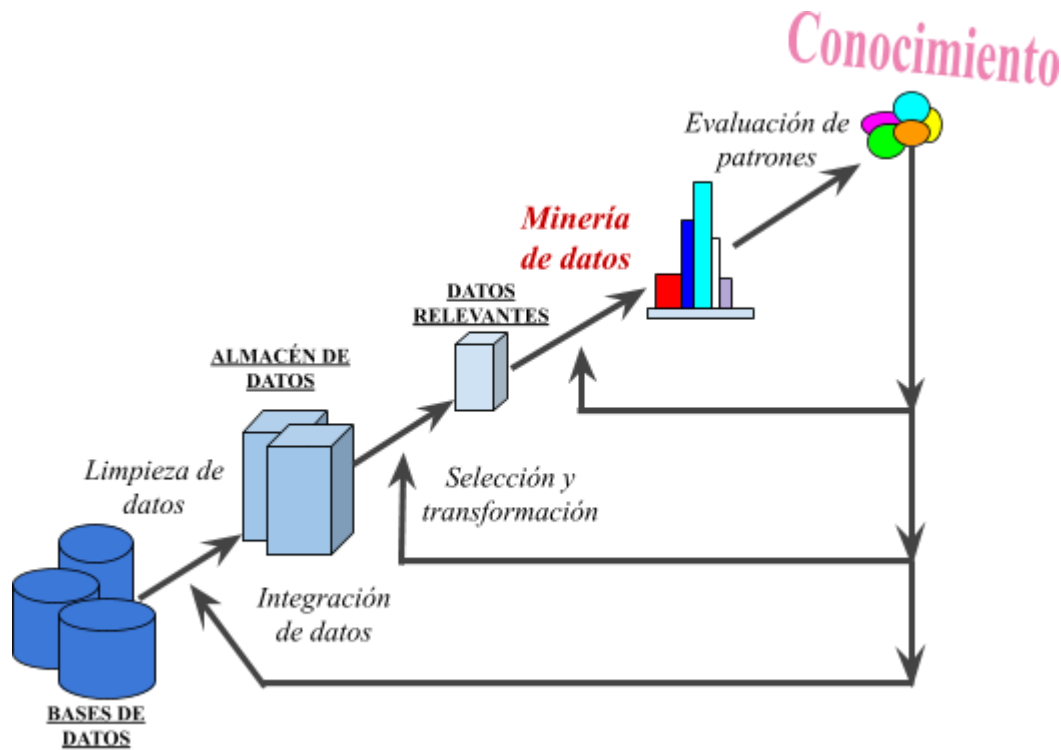 Conocimiento
Evaluación de
patrones
Minería
de datos
DATOS
RELEVANTES
ALMACÉN DE
DATOS
Limpieza de
datos
Selección y
transformación
Integración
de datos
BASES DE
DATOS